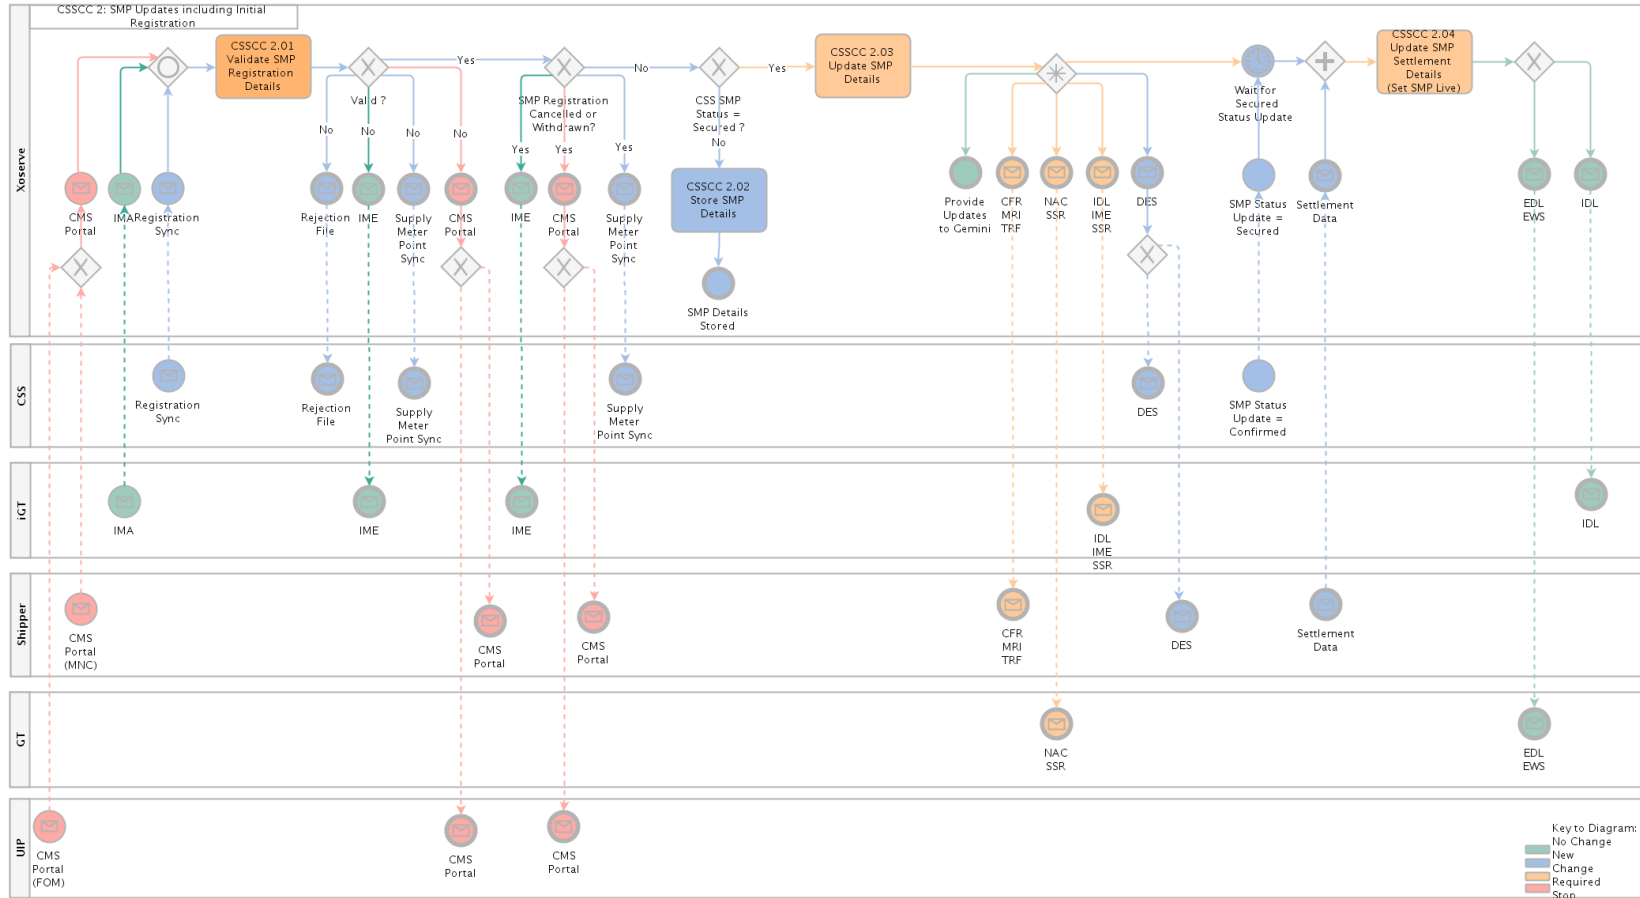 CSSCC 2: SMP Updates including Initial
Registration
Xoserve
CSSCC 2.01
Validate SMP
Registration
Details
Valid ?
Yes
No
No
No
No
SMP Registration
Cancelled or
Withdrawn?
Yes
Yes
Yes
No
CSS SMP
Status =
Secured ?
No
Yes
CSSCC 2.02
Store SMP
Details
SMP Details
Stored
CSSCC 2.03
Update SMP
Details
Wait for
Secured
Status Update
CSSCC 2.04
Update SMP
Settlement
Details
(Set SMP Live)
CMS
Portal
IMA
Registration
Sync
Rejection
File
IME
Supply
Meter
Point
Sync
CMS
Portal
IME
CMS
Portal
Supply
Meter
Point
Sync
Provide
Updates
to Gemini
CFR
MRI
TRF
NAC
SSR
IDL
IME
SSR
DES
SMP Status
Update =
Secured
Settlement
Data
EDL
EWS
IDL
CSS
Registration
Sync
Rejection
File
Supply
Meter
Point Sync
Supply
Meter
Point Sync
DES
SMP Status
Update =
Confirmed
iGT
IMA
IME
IME
IDL
IME
SSR
IDL
Shipper
CMS
Portal
(MNC)
CMS
Portal
CMS
Portal
CFR
MRI
TRF
DES
Settlement
Data
GT
NAC
SSR
EDL
EWS
UIP
CMS
Portal
(FOM)
CMS
Portal
CMS
Portal
Key to Diagram:
No Change
New
Change
Required
Stop